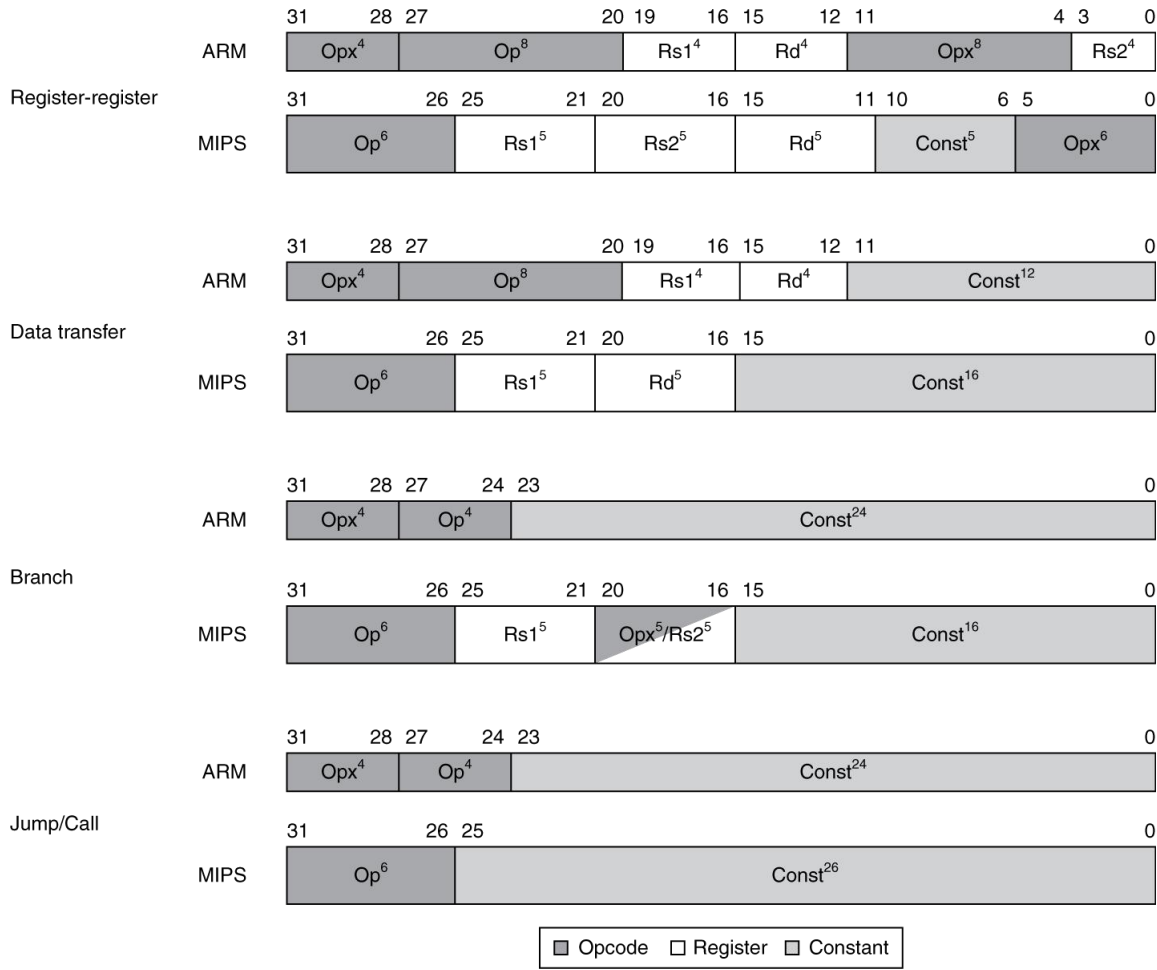 31 28 27 20 19 16 15 12 11 4 3 0
ARM Opx⁴ Op⁸ Rs1⁴ Rd⁴ Opx⁸ Rs2⁴
Register-register
31 26 25 21 20 16 15 11 10 6 5 0
MIPS Op⁶ Rs1⁵ Rs2⁵ Rd⁵ Const⁵ Opx⁶
31 28 27 20 19 16 15 12 11 0
ARM Opx⁴ Op⁸ Rs1⁴ Rd⁴ Const¹²
Data transfer
31 26 25 21 20 16 15 0
MIPS Op⁶ Rs1⁵ Rd⁵ Const¹⁶
31 28 27 24 23 0
ARM Opx⁴ Op⁴ Const²⁴
Branch
31 26 25 21 20 16 15 0
MIPS Op⁶ Rs1⁵ Opx⁵/Rs2⁵ Const¹⁶
31 28 27 24 23 0
ARM Opx⁴ Op⁴ Const²⁴
Jump/Call
31 26 25 0
MIPS Op⁶ Const²⁶
Opcode Register Constant